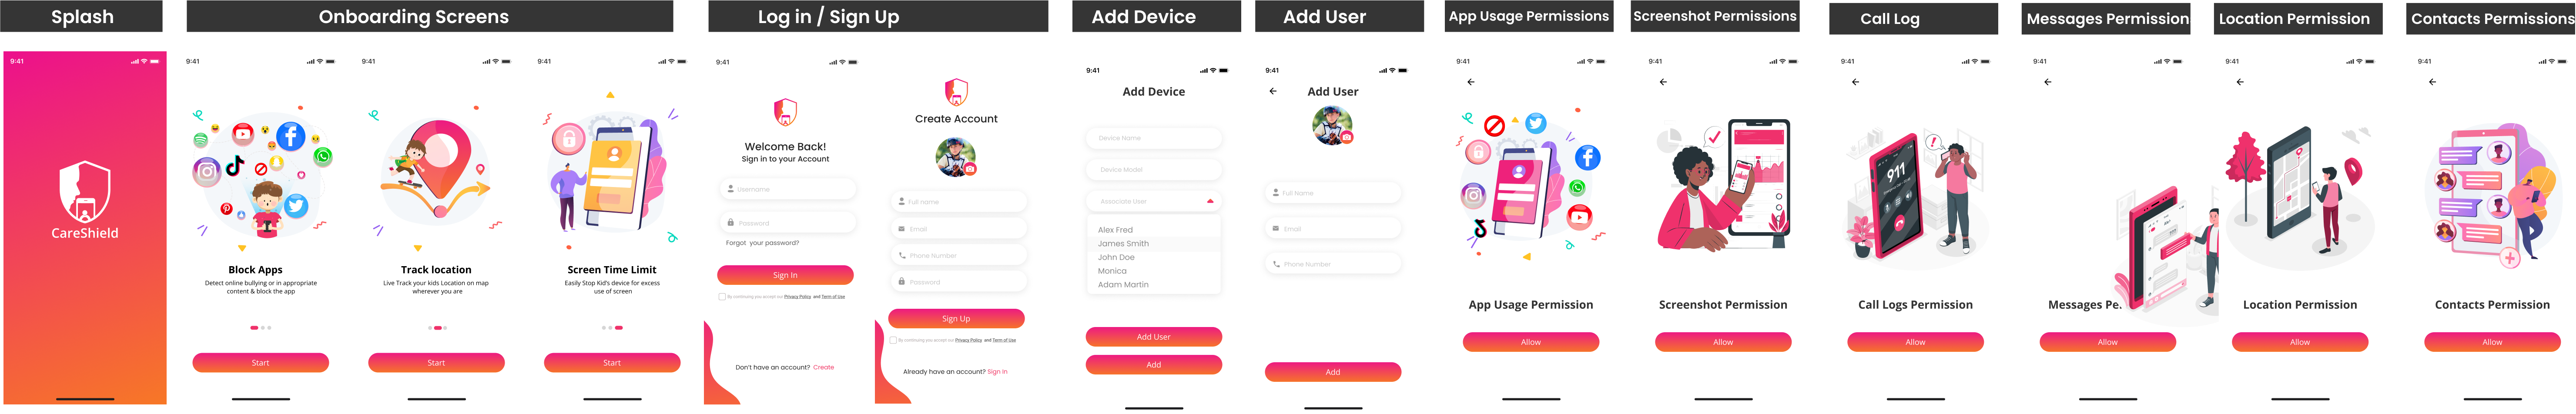 Splash
Onboarding Screens
Log in / Sign Up
Add Device
Add User
App Usage Permissions
Screenshot Permissions
Call Log
Messages Permission
Location Permission
Contacts Permissions
9:41
CareShield
9:41
Block Apps
Detect online bullying or in appropriate
content & block the app
Start
9:41
Track location
Live Track your kids Location on map
wherever you are
Start
9:41
Screen Time Limit
Easily Stop Kid's device for excess
use of screen
Start
9:41
Welcome Back!
Sign in to your Account
Username
Password
Forgot your password?
Sign In
By continuing you accept our Privacy Policy and Term of Use
Don't have an account? Create
Create Account
Full name
Email
Phone Number
Password
Sign Up
By continuing you accept our Privacy Policy and Term of Use
Already have an account? Sign In
9:41
Add Device
Device Name
Device Model
Associate User
Alex Fred
James Smith
John Doe
Monica
Adam Martin
Add User
Add
9:41
Add User
Full Name
Email
Phone Number
Add
9:41
App Usage Permission
Allow
9:41
Screenshot Permission
Allow
9:41
911
Call Logs Permission
Allow
9:41
Messages Pe.
Allow
9:41
Location Permission
Allow
9:41
Contacts Permission
Allow